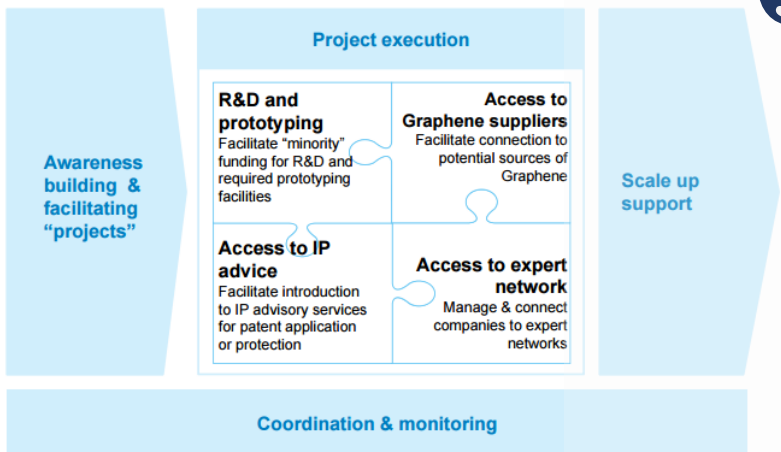 Project execution
Awareness
building &
facilitating
“projects”
R&D and
prototyping
Facilitate “minority”
funding for R&D and
required prototyping
facilities
Access to
Graphene suppliers
Facilitate connection to
potential sources of
Graphene
Access to IP
advice
Facilitate introduction
to IP advisory services
for patent application
or protection
Access to expert
network
Manage & connect
companies to expert
networks
Scale up
support
Coordination & monitoring